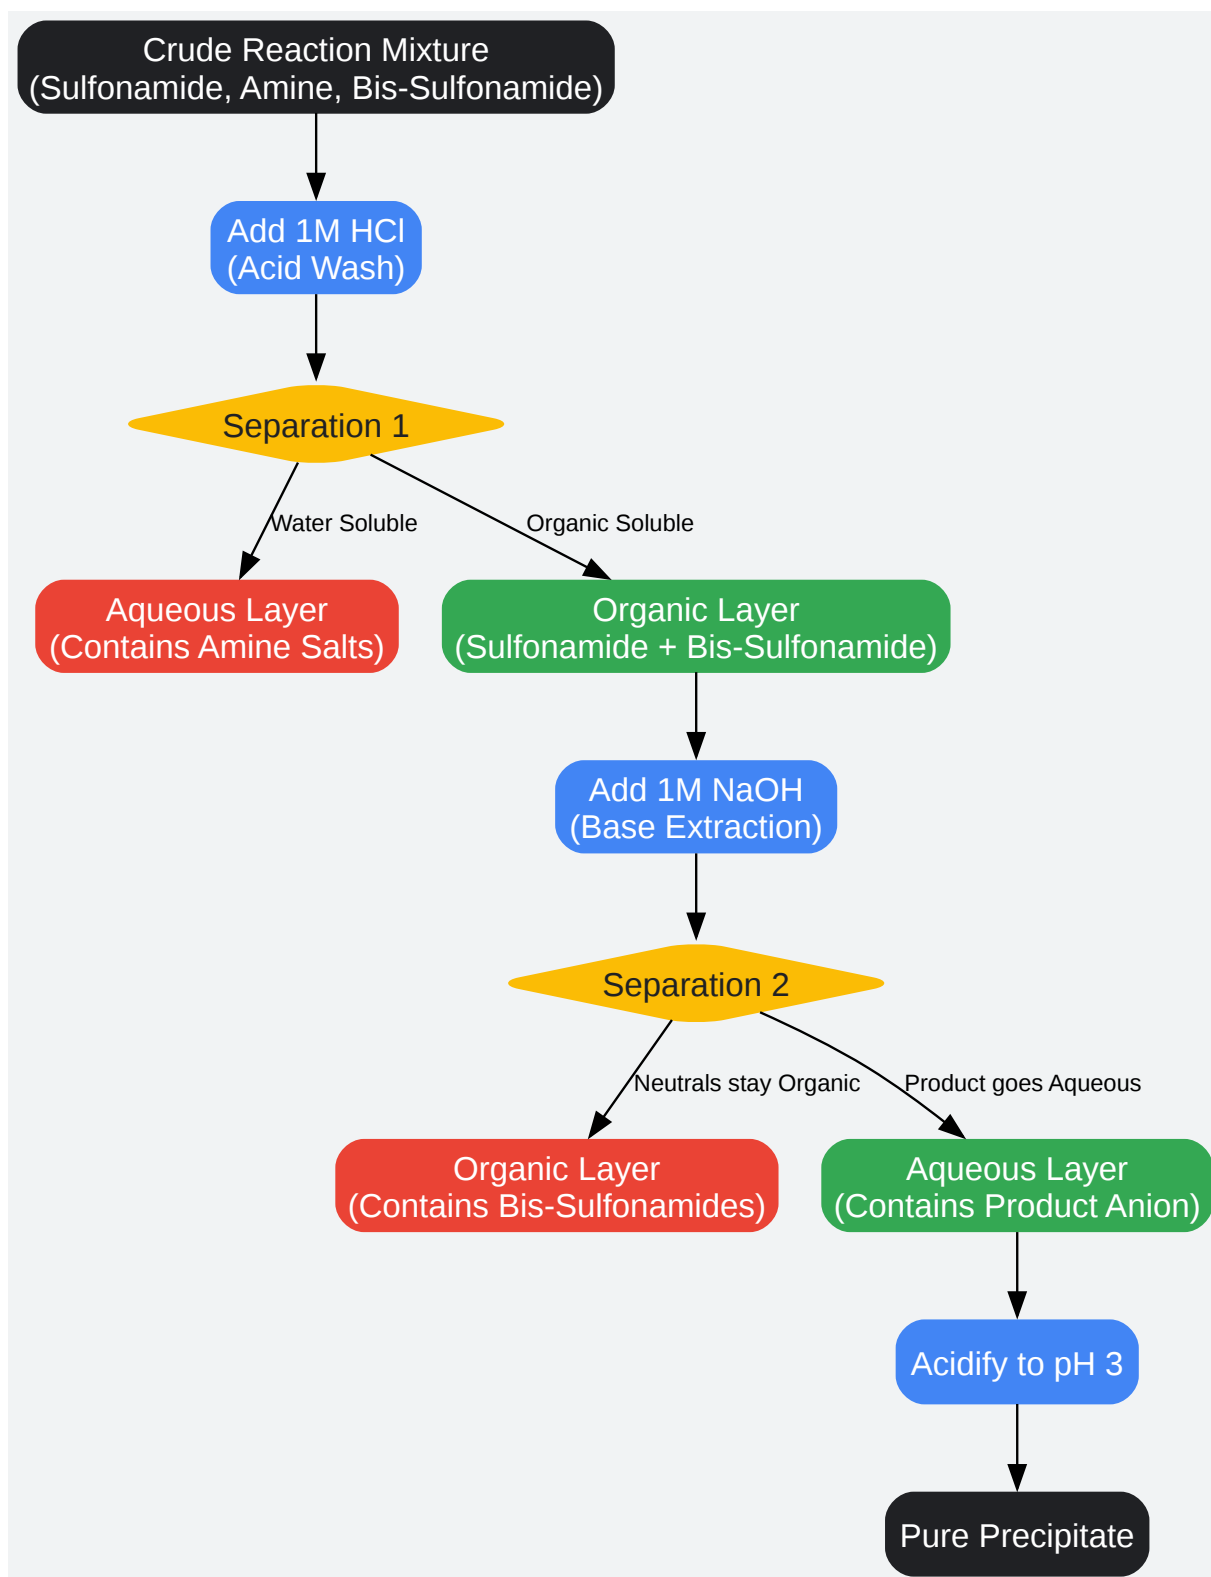 Crude Reaction Mixture
(Sulfonamide, Amine, Bis-Sulfonamide)
Add 1M HCl
(Acid Wash)
Separation 1
Water Soluble
Organic Soluble
Aqueous Layer
(Contains Amine Salts)
Organic Layer
(Sulfonamide + Bis-Sulfonamide)
Add 1M NaOH
(Base Extraction)
Separation 2
Neutrals stay Organic
Product goes Aqueous
Organic Layer
(Contains Bis-Sulfonamides)
Aqueous Layer
(Contains Product Anion)
Acidify to pH 3
Pure Precipitate